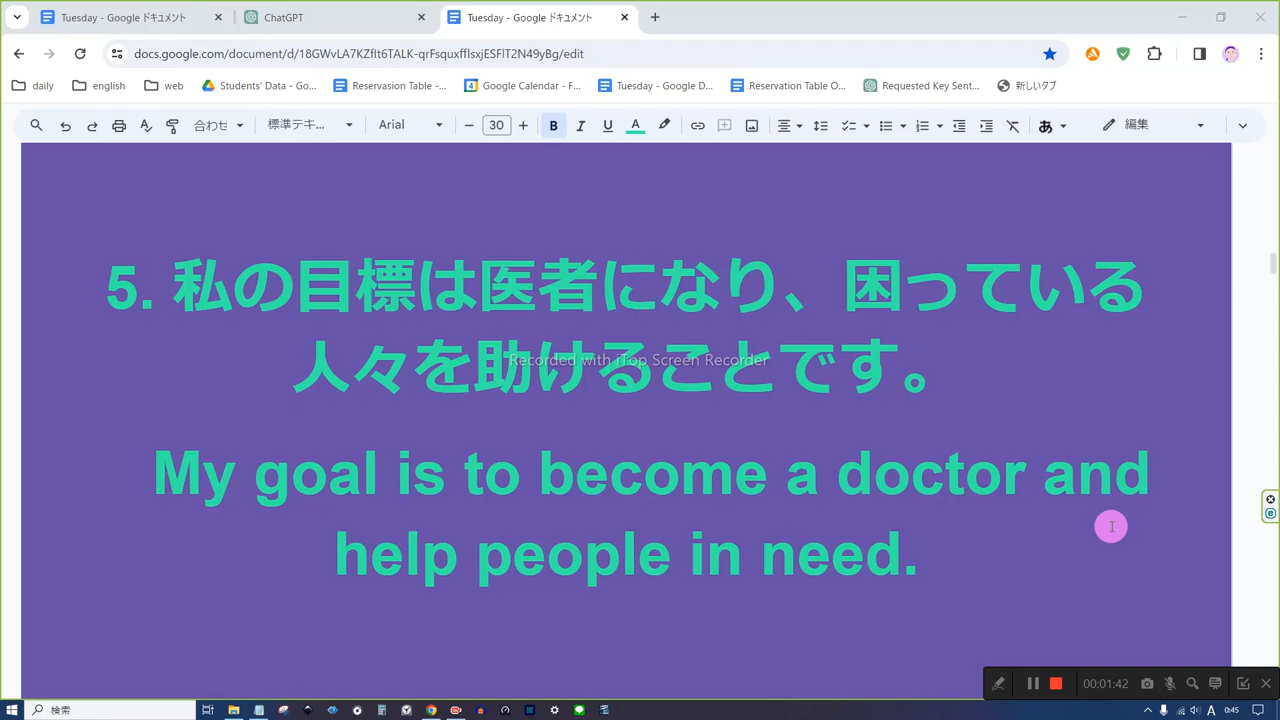 Tuesday - Google ドキュメント
ChatGPT
Tuesday - Google ドキュメント
docs.google.com/document/d/
/edit
daily
english
web
Students' Data - Go...
Reservasion Table -...
Google Calendar - F...
Tuesday - Google D...
Reservation Table O...
Requested Key Sent...
新しいタブ
合わせ
標準テキ...
Arial
30
B
I
U
A
あ
編集
5. 私の目標は医者になり、困っている
人々を助けることです。
Recorded with iTop Screen Recorder
My goal is to become a doctor and
help people in need.
00:01:42
検索
A
0:45